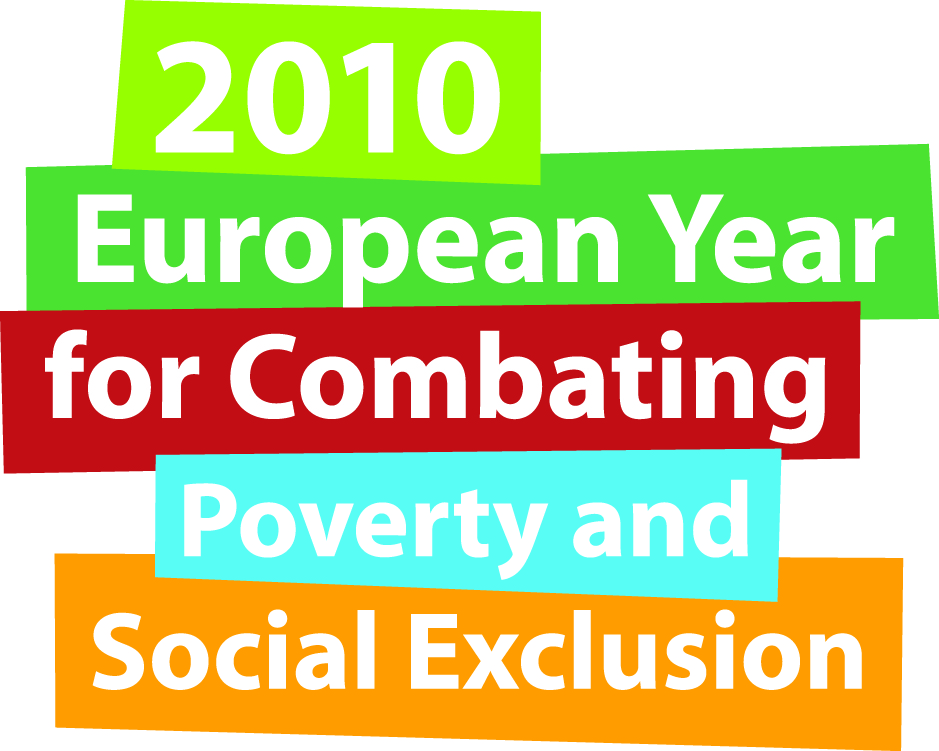 2010
European Year
for Combating
Poverty and
Social Exclusion